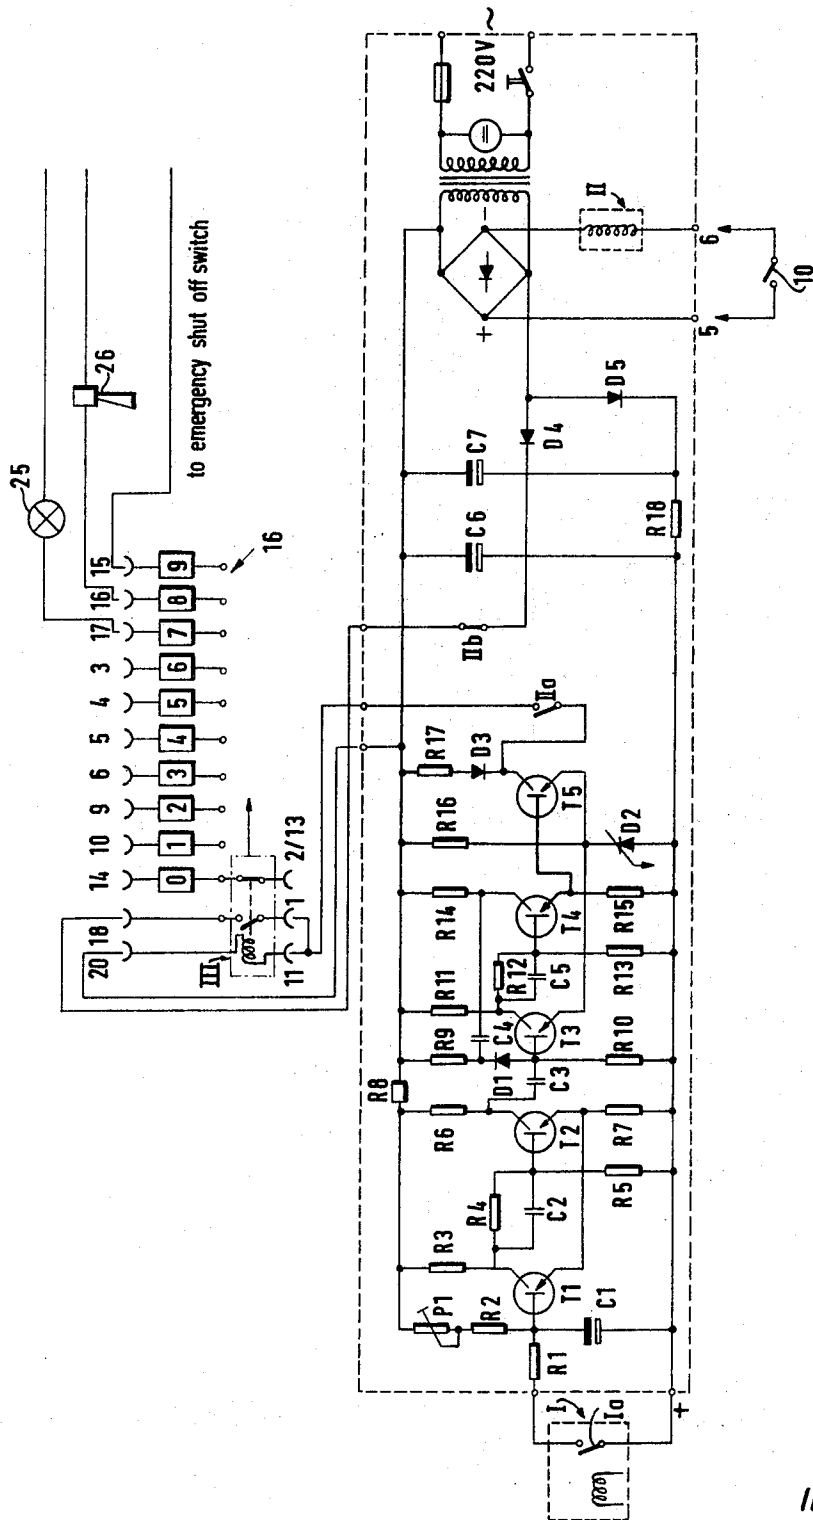 25
26
to emergency shut off switch
20 18 14 10 9 6 5 4 3 17 16 15
0 1 2 3 4 5 6 7 8 9
16
III
11 1 2/13
220V ~
II
R8
P1 R3 R6 R9 R11 R14 R16 R17
IIb
C6 C7
IIa
D3
D4
D5
− +
R2 R4 C2 D1 C4 C3 R12 C5
T1 T2 T3 T4 T5
R1 C1 R5 R7 R10 R13 R15 D2
R18
I
Ia
+
5 6
10